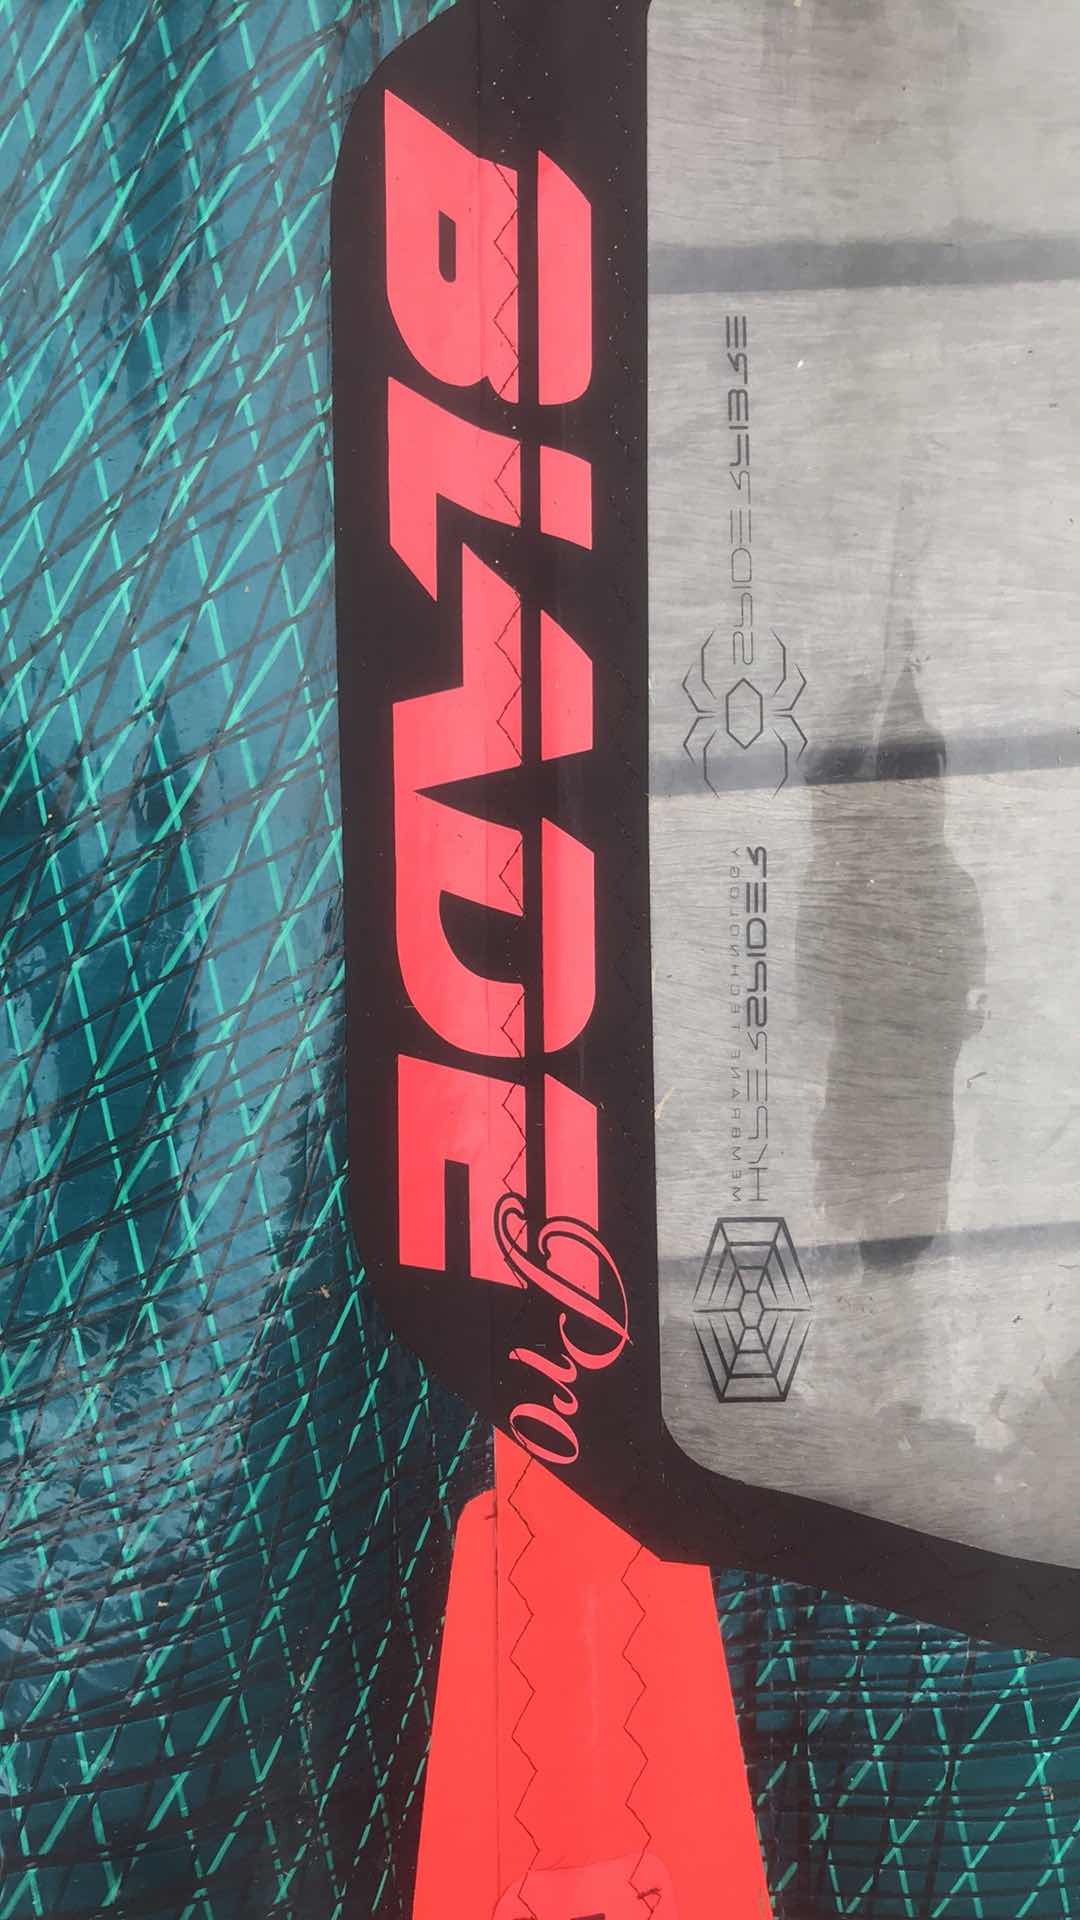 BLADE
Pro
SPIDERFIBRE
HYPERSPIDER
MEMBRANE TECHNOLOGY